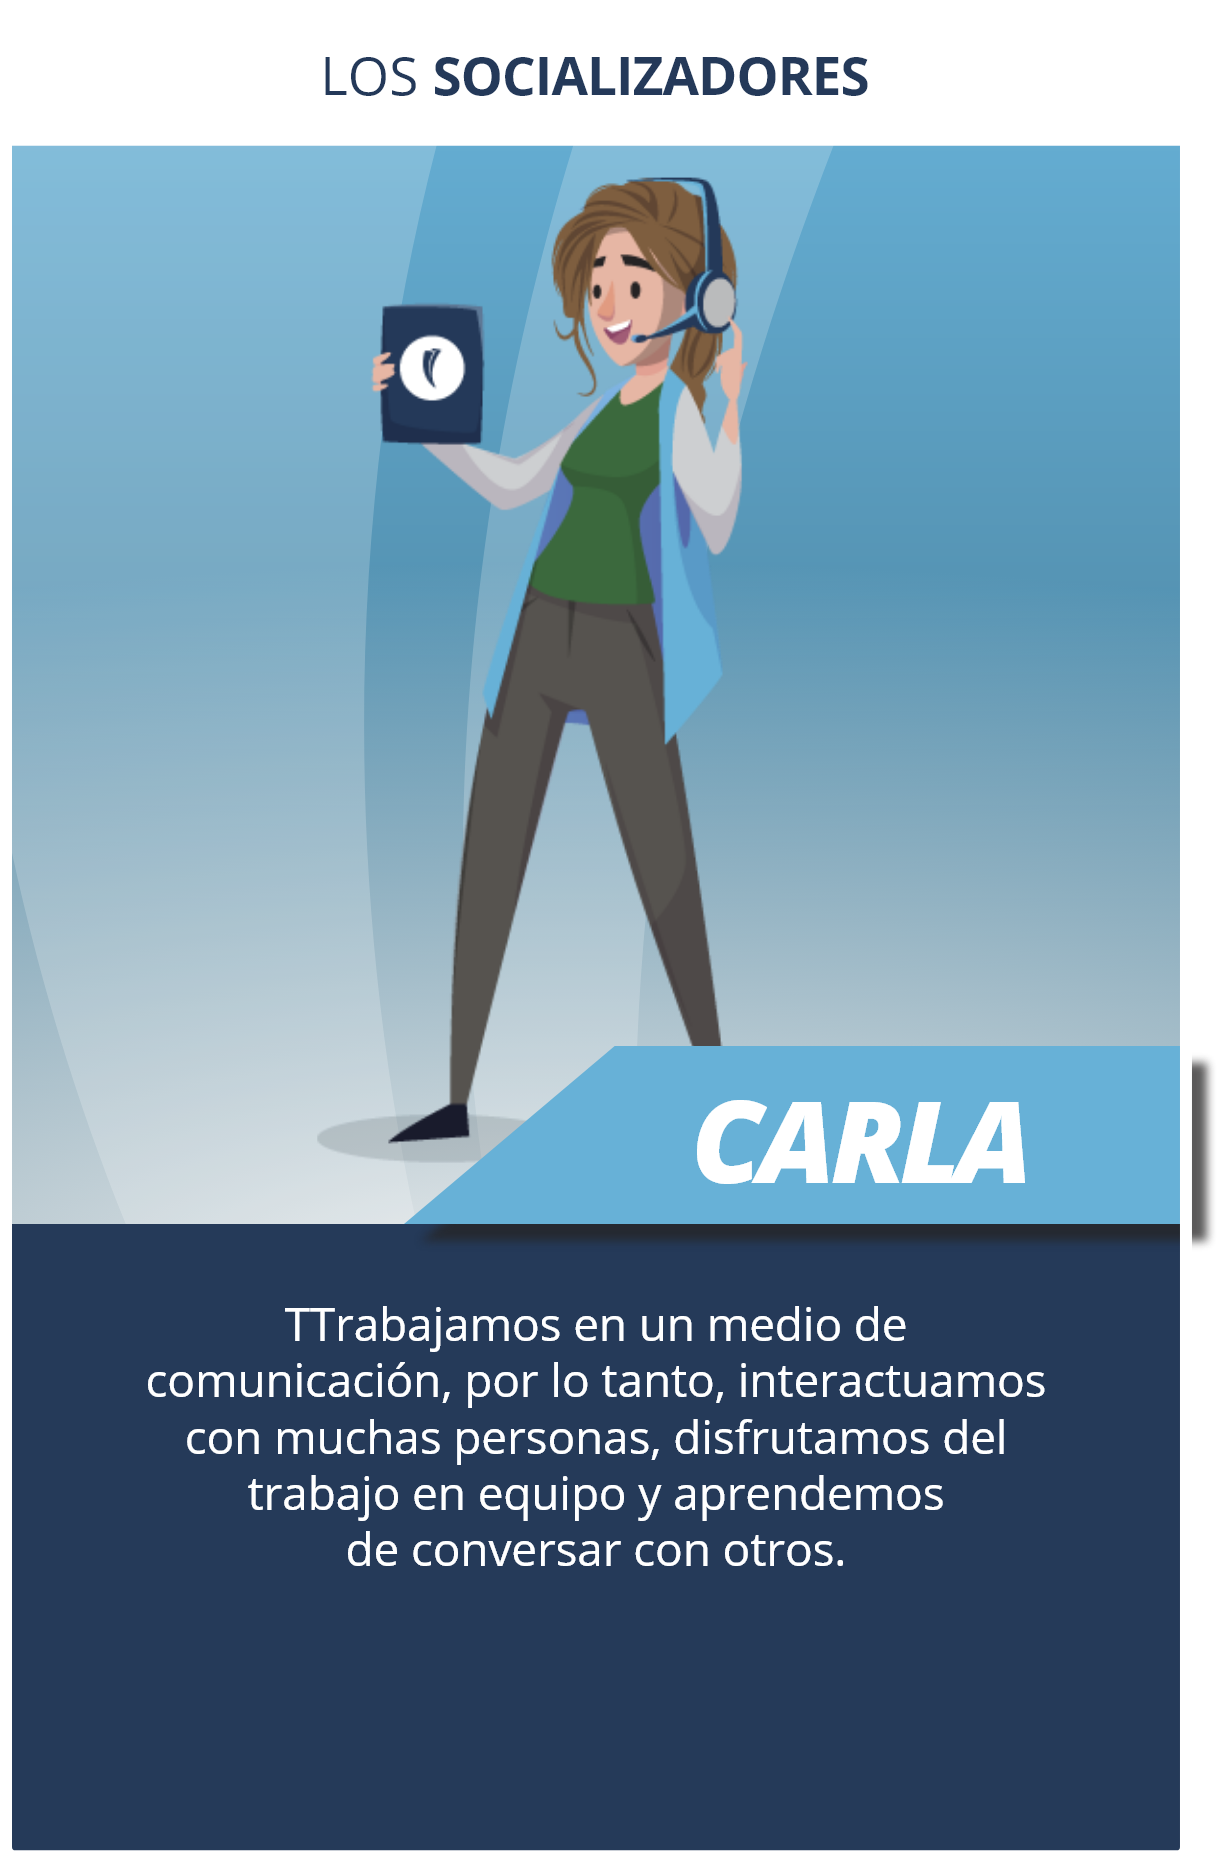 LOS SOCIALIZADORES
CARLA
TTrabajamos en un medio de
comunicación, por lo tanto, interactuamos
con muchas personas, disfrutamos del
trabajo en equipo y aprendemos
de conversar con otros.